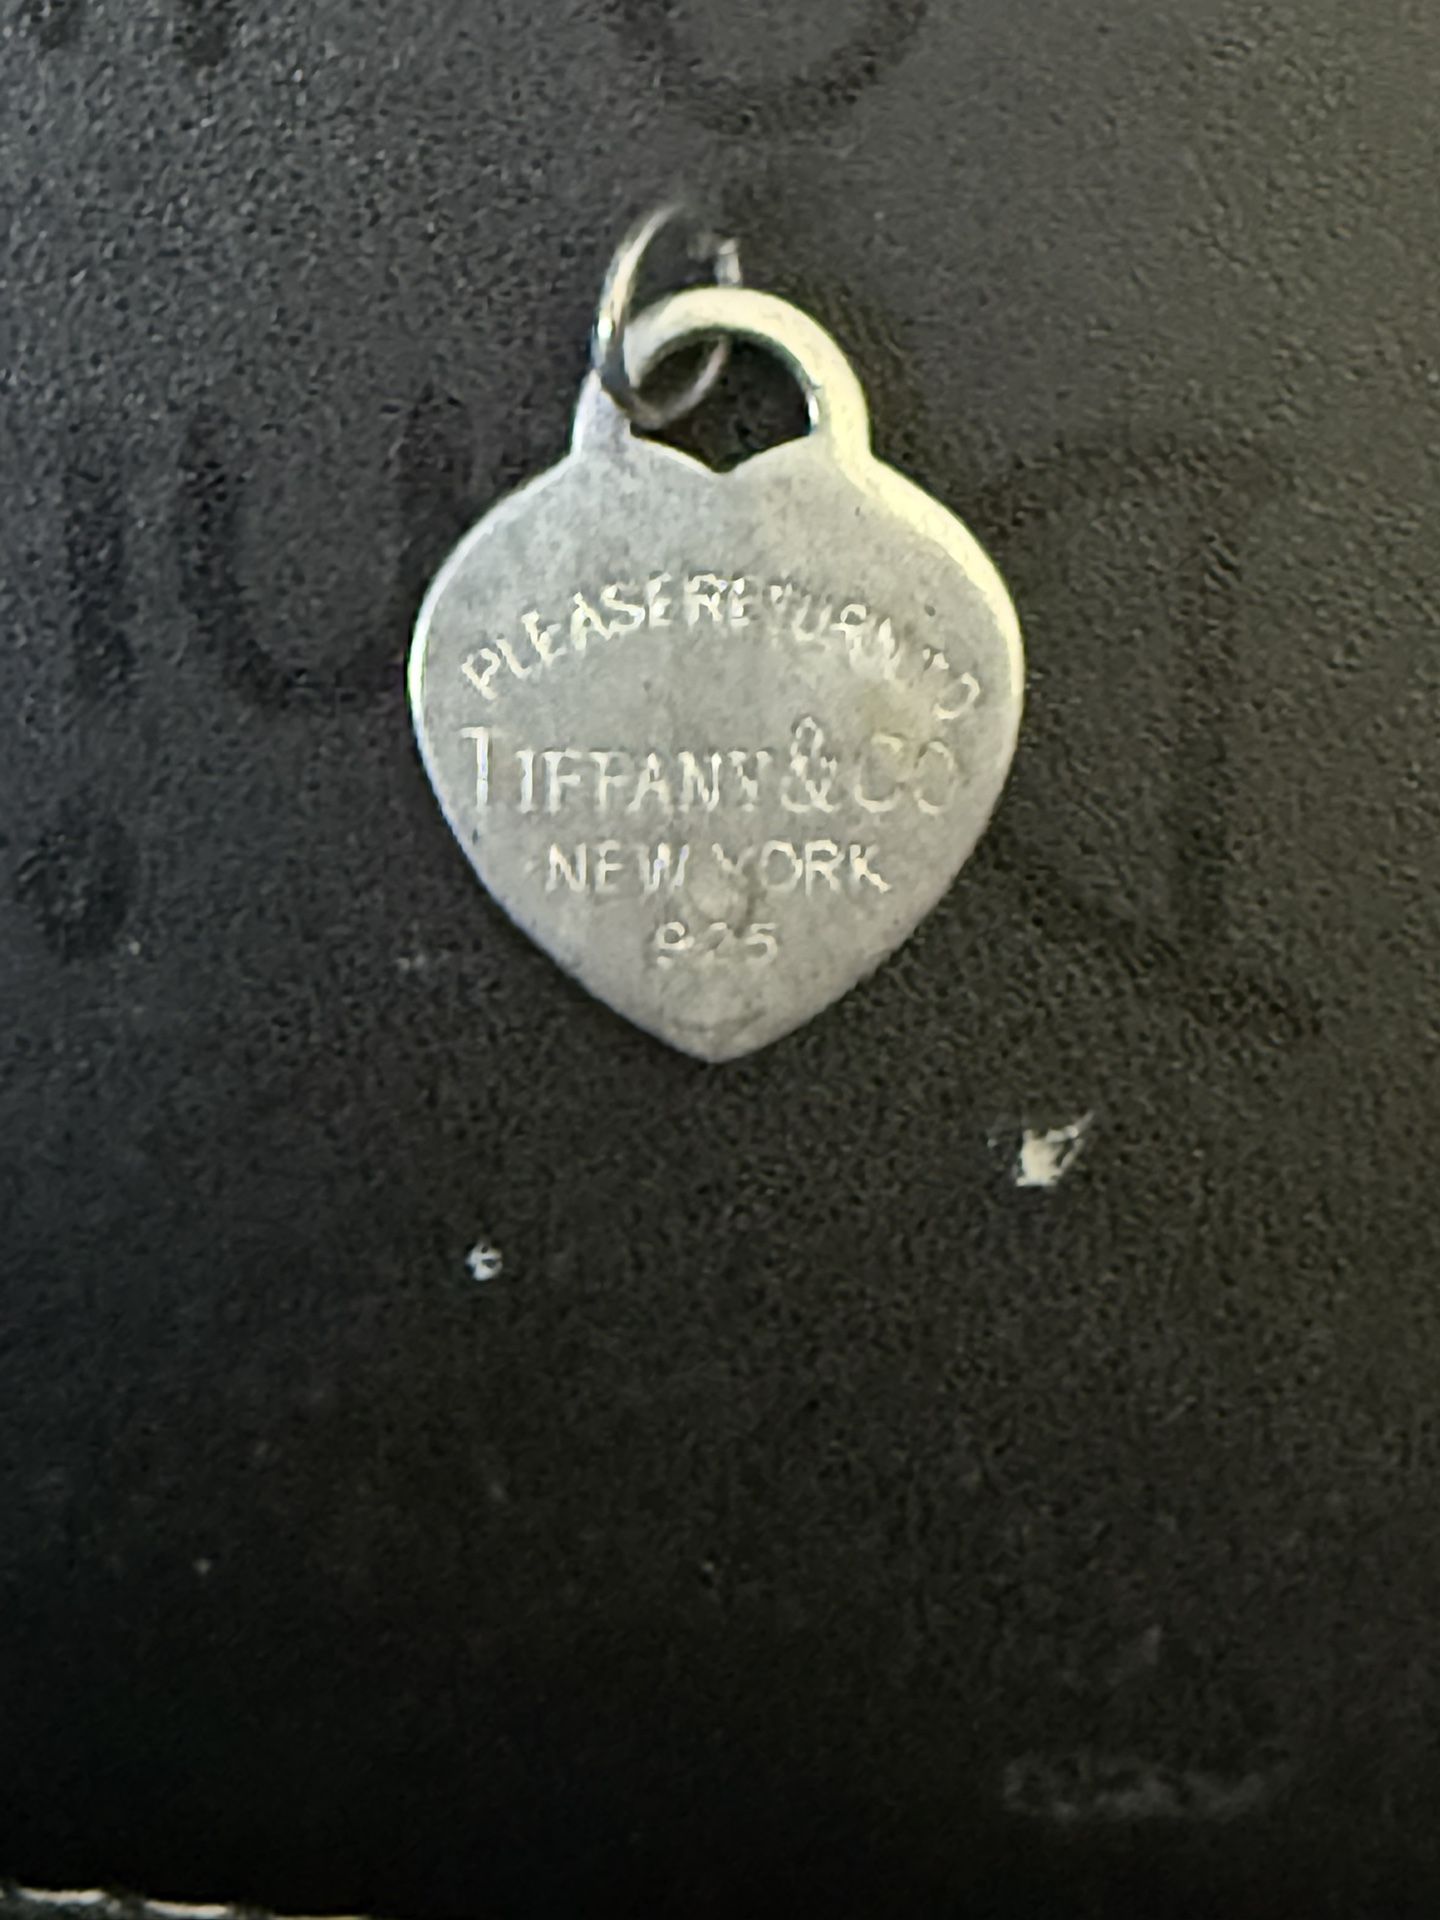 PLEASE RETURN TO
TIFFANY & CO
NEW YORK
925